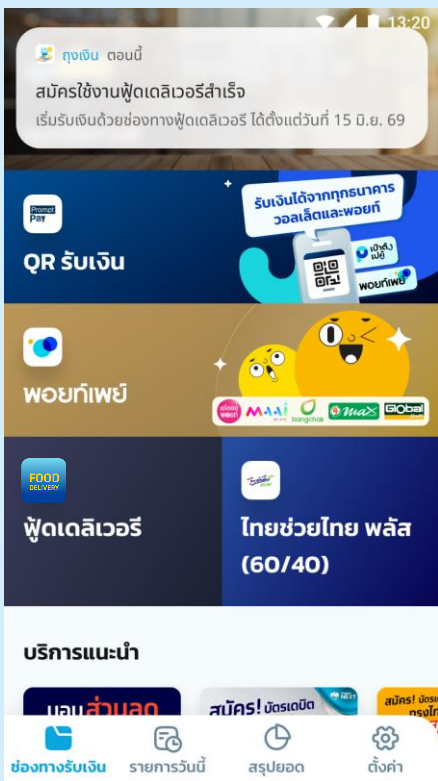 13:20
ถุงเงิน ตอนนี้
สมัครใช้งานฟู้ดเดลิเวอรีสำเร็จ
เริ่มรับเงินด้วยช่องทางฟู้ดเดลิเวอรี ได้ตั้งแต่วันที่ 15 มิ.ย. 69
Prompt
Pay
QR รับเงิน
รับเงินได้จากทุกธนาคาร
วอลเล็ตและพอยท์
เป๋าตัง
เปย์
พอยท์เพย์
พอยท์เพย์
maai
bangchak
max
Global
FOOD
DELIVERY
ฟู้ดเดลิเวอรี
ไทยช่วยไทย พลัส
(60/40)
บริการแนะนำ
มอบส่วนลด
สมัคร! บัตรเดบิต
NEXT
สมัคร!
ช่องทางรับเงิน
รายการวันนี้
สรุปยอด
ตั้งค่า